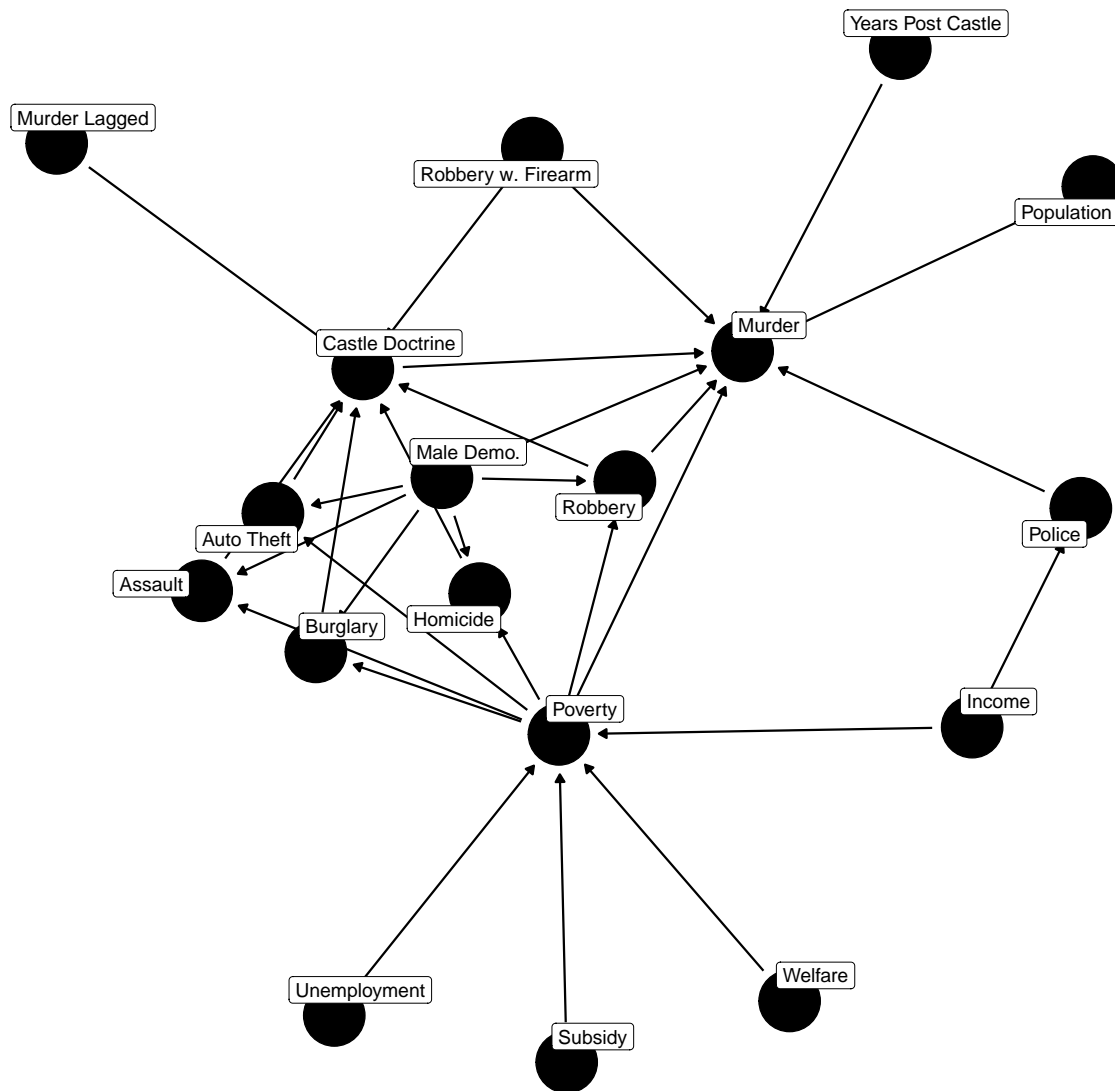 Years Post Castle
Murder Lagged
Robbery w. Firearm
Population
Murder
Castle Doctrine
Male Demo.
Robbery
Auto Theft
Police
Assault
Homicide
Burglary
Income
Poverty
Welfare
Unemployment
Subsidy